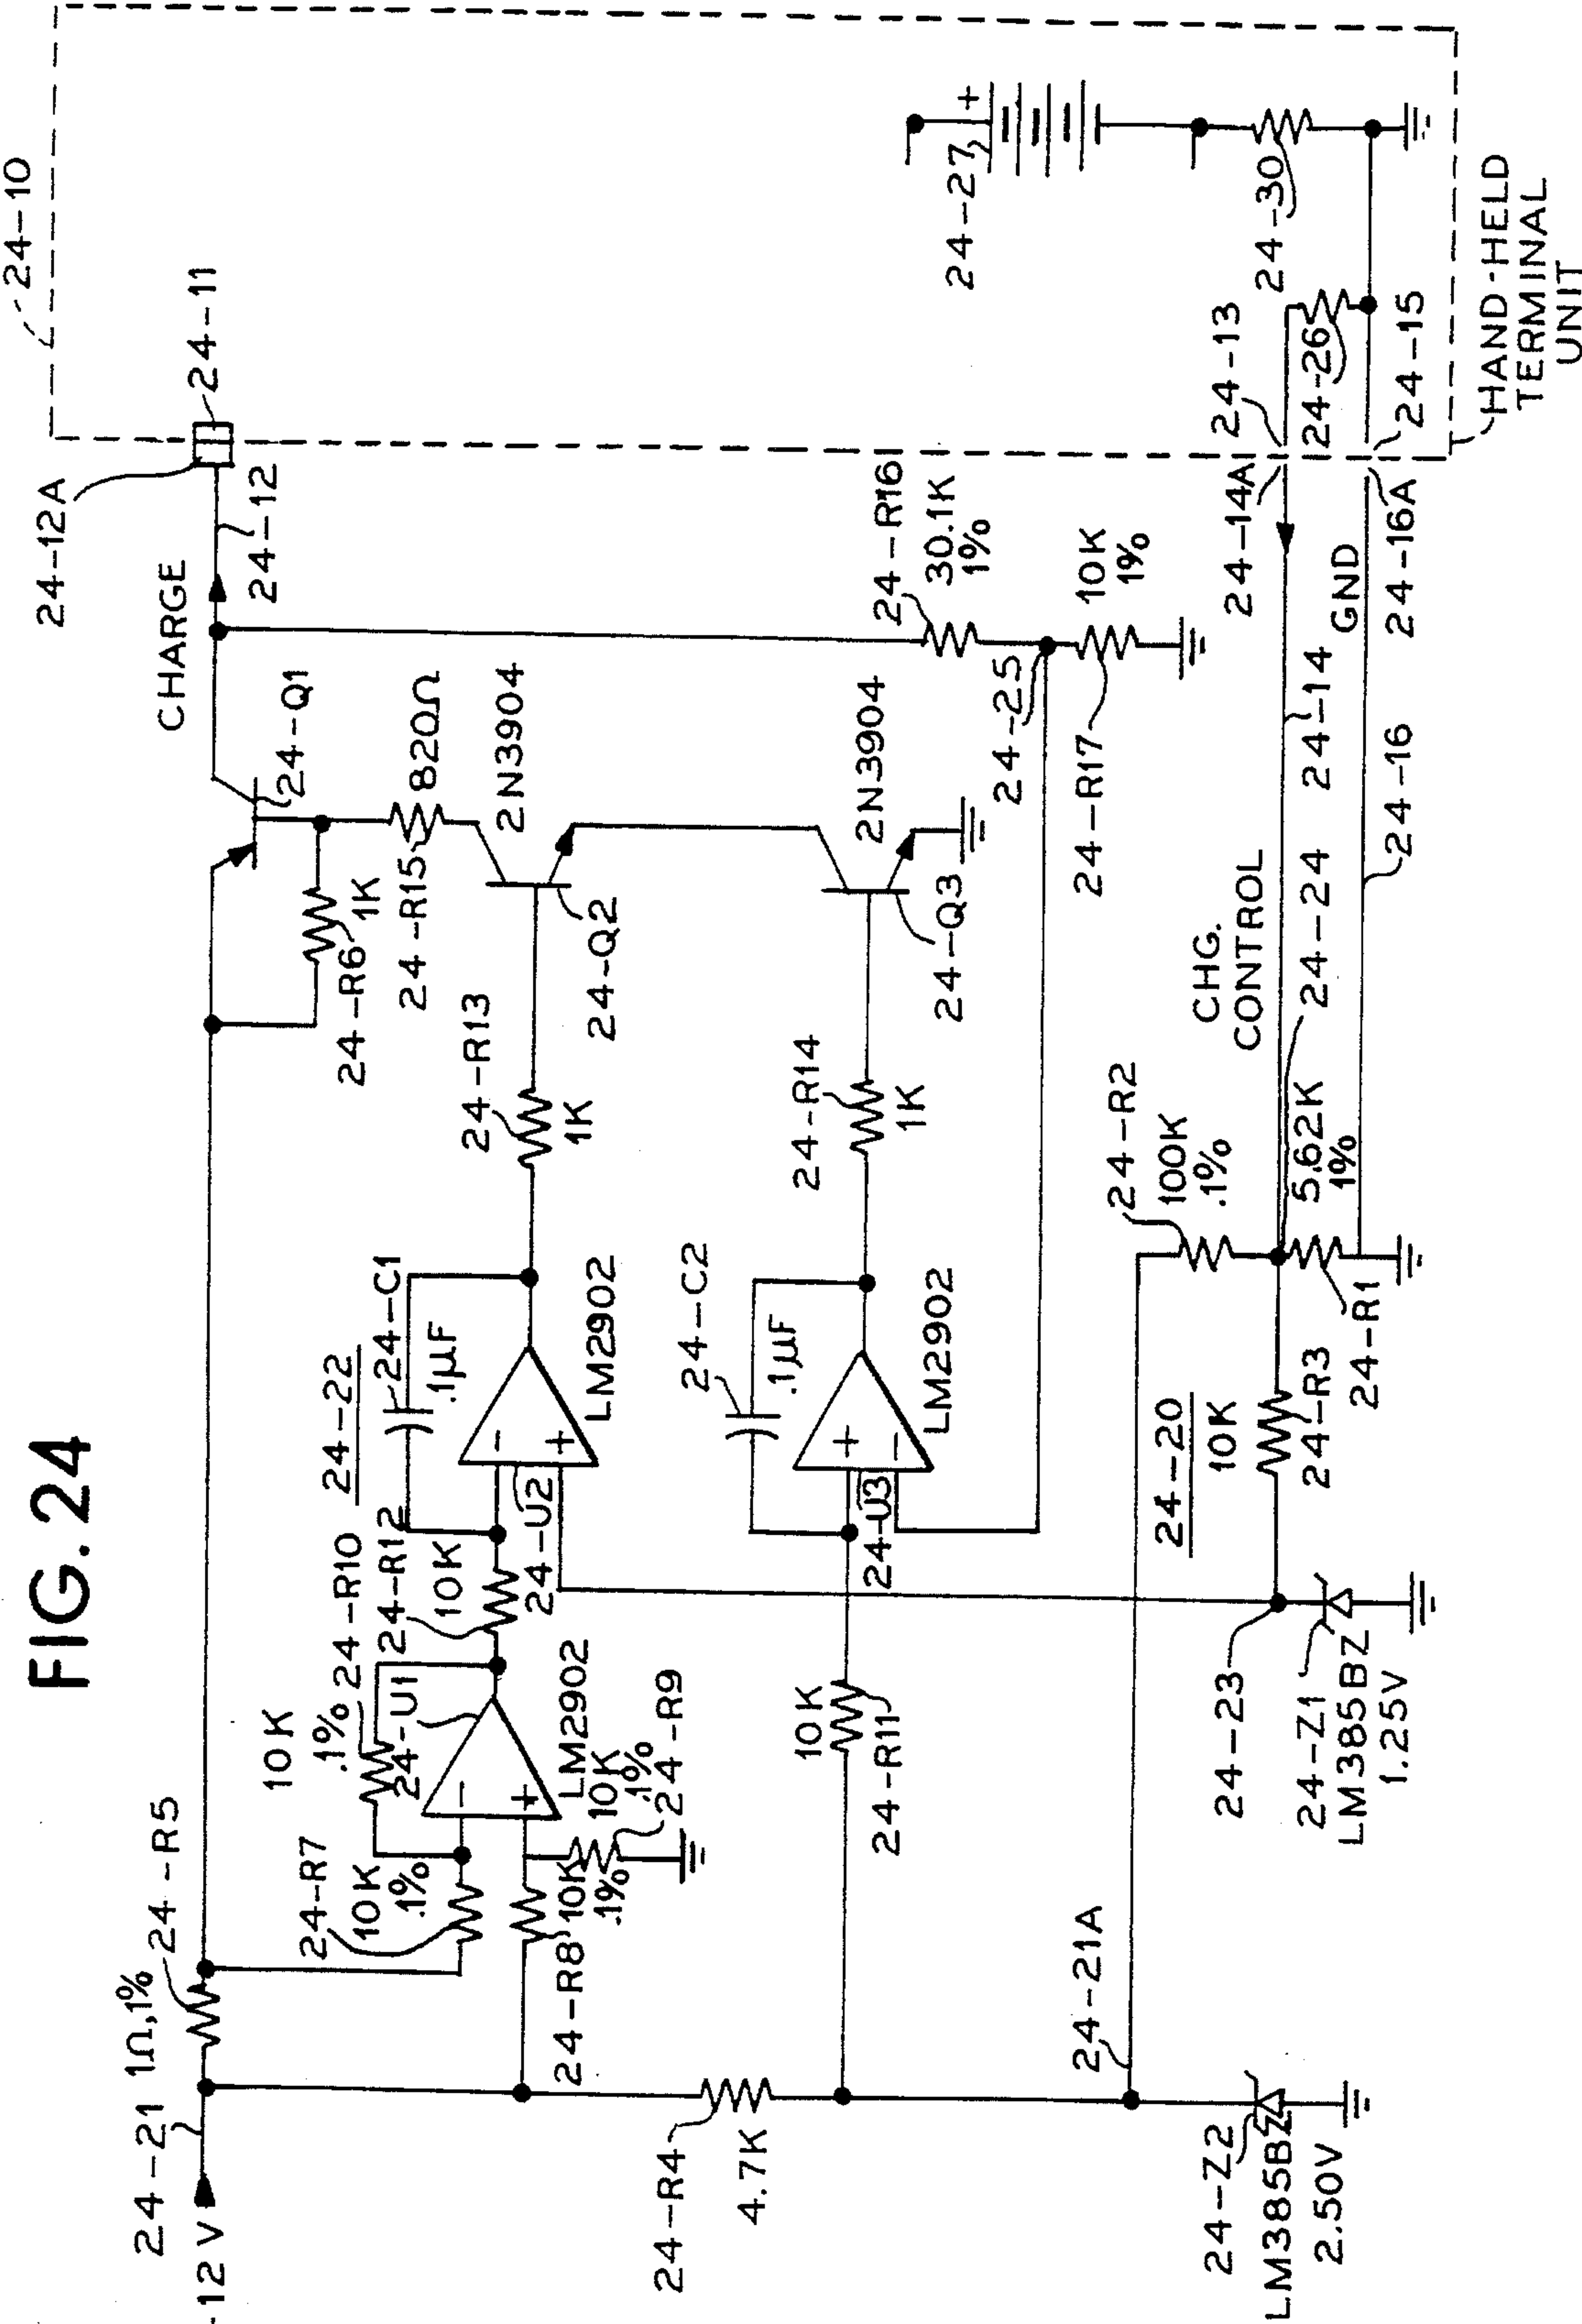 FIG. 24
24-10
24-11
24-12A
24-12
CHARGE
24-Q1
24-R6
1K
24-R15
820Ω
2N3904
24-Q2
24-R13
1K
24-R16
30.1K
1%
24-25
10K
1%
24-R17
2N3904
24-Q3
24-R14
1K
24-22
24-C1
.1µF
LM2902
24-U2
24-R12
10K
24-R10
10K
.1%
24-U1
LM2902
24-R7
10K
.1%
24-R8
10K
.1%
24-R9
10K
.1%
24-R5
1Ω,1%
24-21
12V
24-C2
.1µF
LM2902
24-U3
10K
24-R11
24-R4
4.7K
24-21A
24-Z2
LM385BZ
2.50V
24-23
24-Z1
LM385BZ
1.25V
24-20
10K
24-R3
24-R2
100K
.1%
5.62K
1%
24-R1
24-24
CHG.
CONTROL
24-14
GND
24-16
24-14A
24-16A
24-13
24-26
24-15
24-27
+
24-30
HAND-HELD
TERMINAL
UNIT